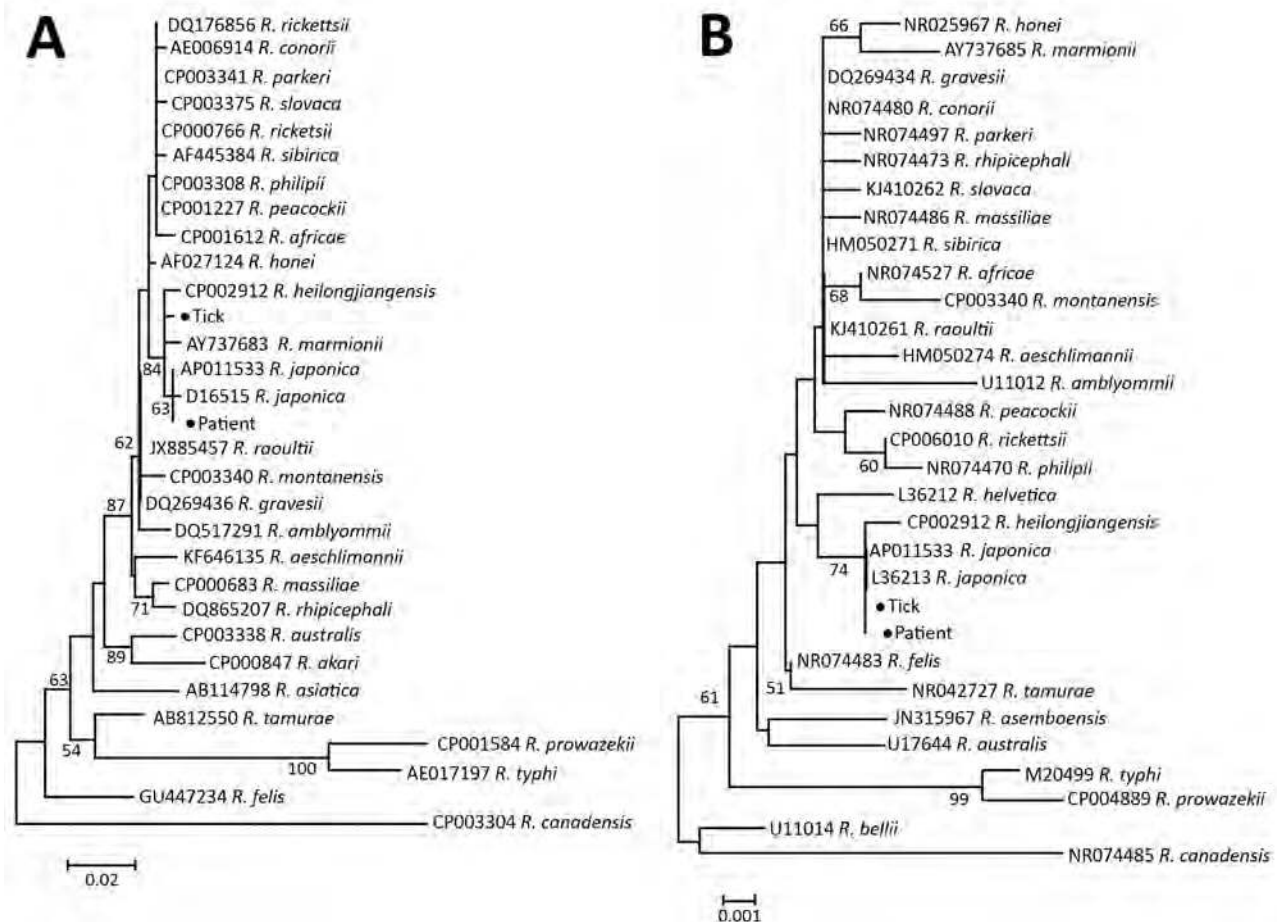 A
DQ176856 R. rickettsii
AE006914 R. conorii
CP003341 R. parkeri
CP003375 R. slovaca
CP000766 R. ricketsii
AF445384 R. sibirica
CP003308 R. philipii
CP001227 R. peacockii
CP001612 R. africae
AF027124 R. honei
CP002912 R. heilongjiangensis
Tick
AY737683 R. marmionii
84
AP011533 R. japonica
D16515 R. japonica
63
Patient
62
JX885457 R. raoultii
CP003340 R. montanensis
87
DQ269436 R. gravesii
DQ517291 R. amblyommii
KF646135 R. aeschlimannii
CP000683 R. massiliae
71
DQ865207 R. rhipicephali
CP003338 R. australis
89
CP000847 R. akari
63
AB114798 R. asiatica
AB812550 R. tamurae
54
CP001584 R. prowazekii
100
AE017197 R. typhi
GU447234 R. felis
CP003304 R. canadensis
0.02
B
66
NR025967 R. honei
AY737685 R. marmionii
DQ269434 R. gravesii
NR074480 R. conorii
NR074497 R. parkeri
NR074473 R. rhipicephali
KJ410262 R. slovaca
NR074486 R. massiliae
HM050271 R. sibirica
NR074527 R. africae
68
CP003340 R. montanensis
KJ410261 R. raoultii
HM050274 R. aeschlimannii
U11012 R. amblyommii
NR074488 R. peacockii
CP006010 R. rickettsii
60
NR074470 R. philipii
L36212 R. helvetica
CP002912 R. heilongjiangensis
AP011533 R. japonica
74
L36213 R. japonica
Tick
Patient
NR074483 R. felis
51
NR042727 R. tamurae
61
JN315967 R. asemboensis
U17644 R. australis
M20499 R. typhi
99
CP004889 R. prowazekii
U11014 R. bellii
NR074485 R. canadensis
0.001